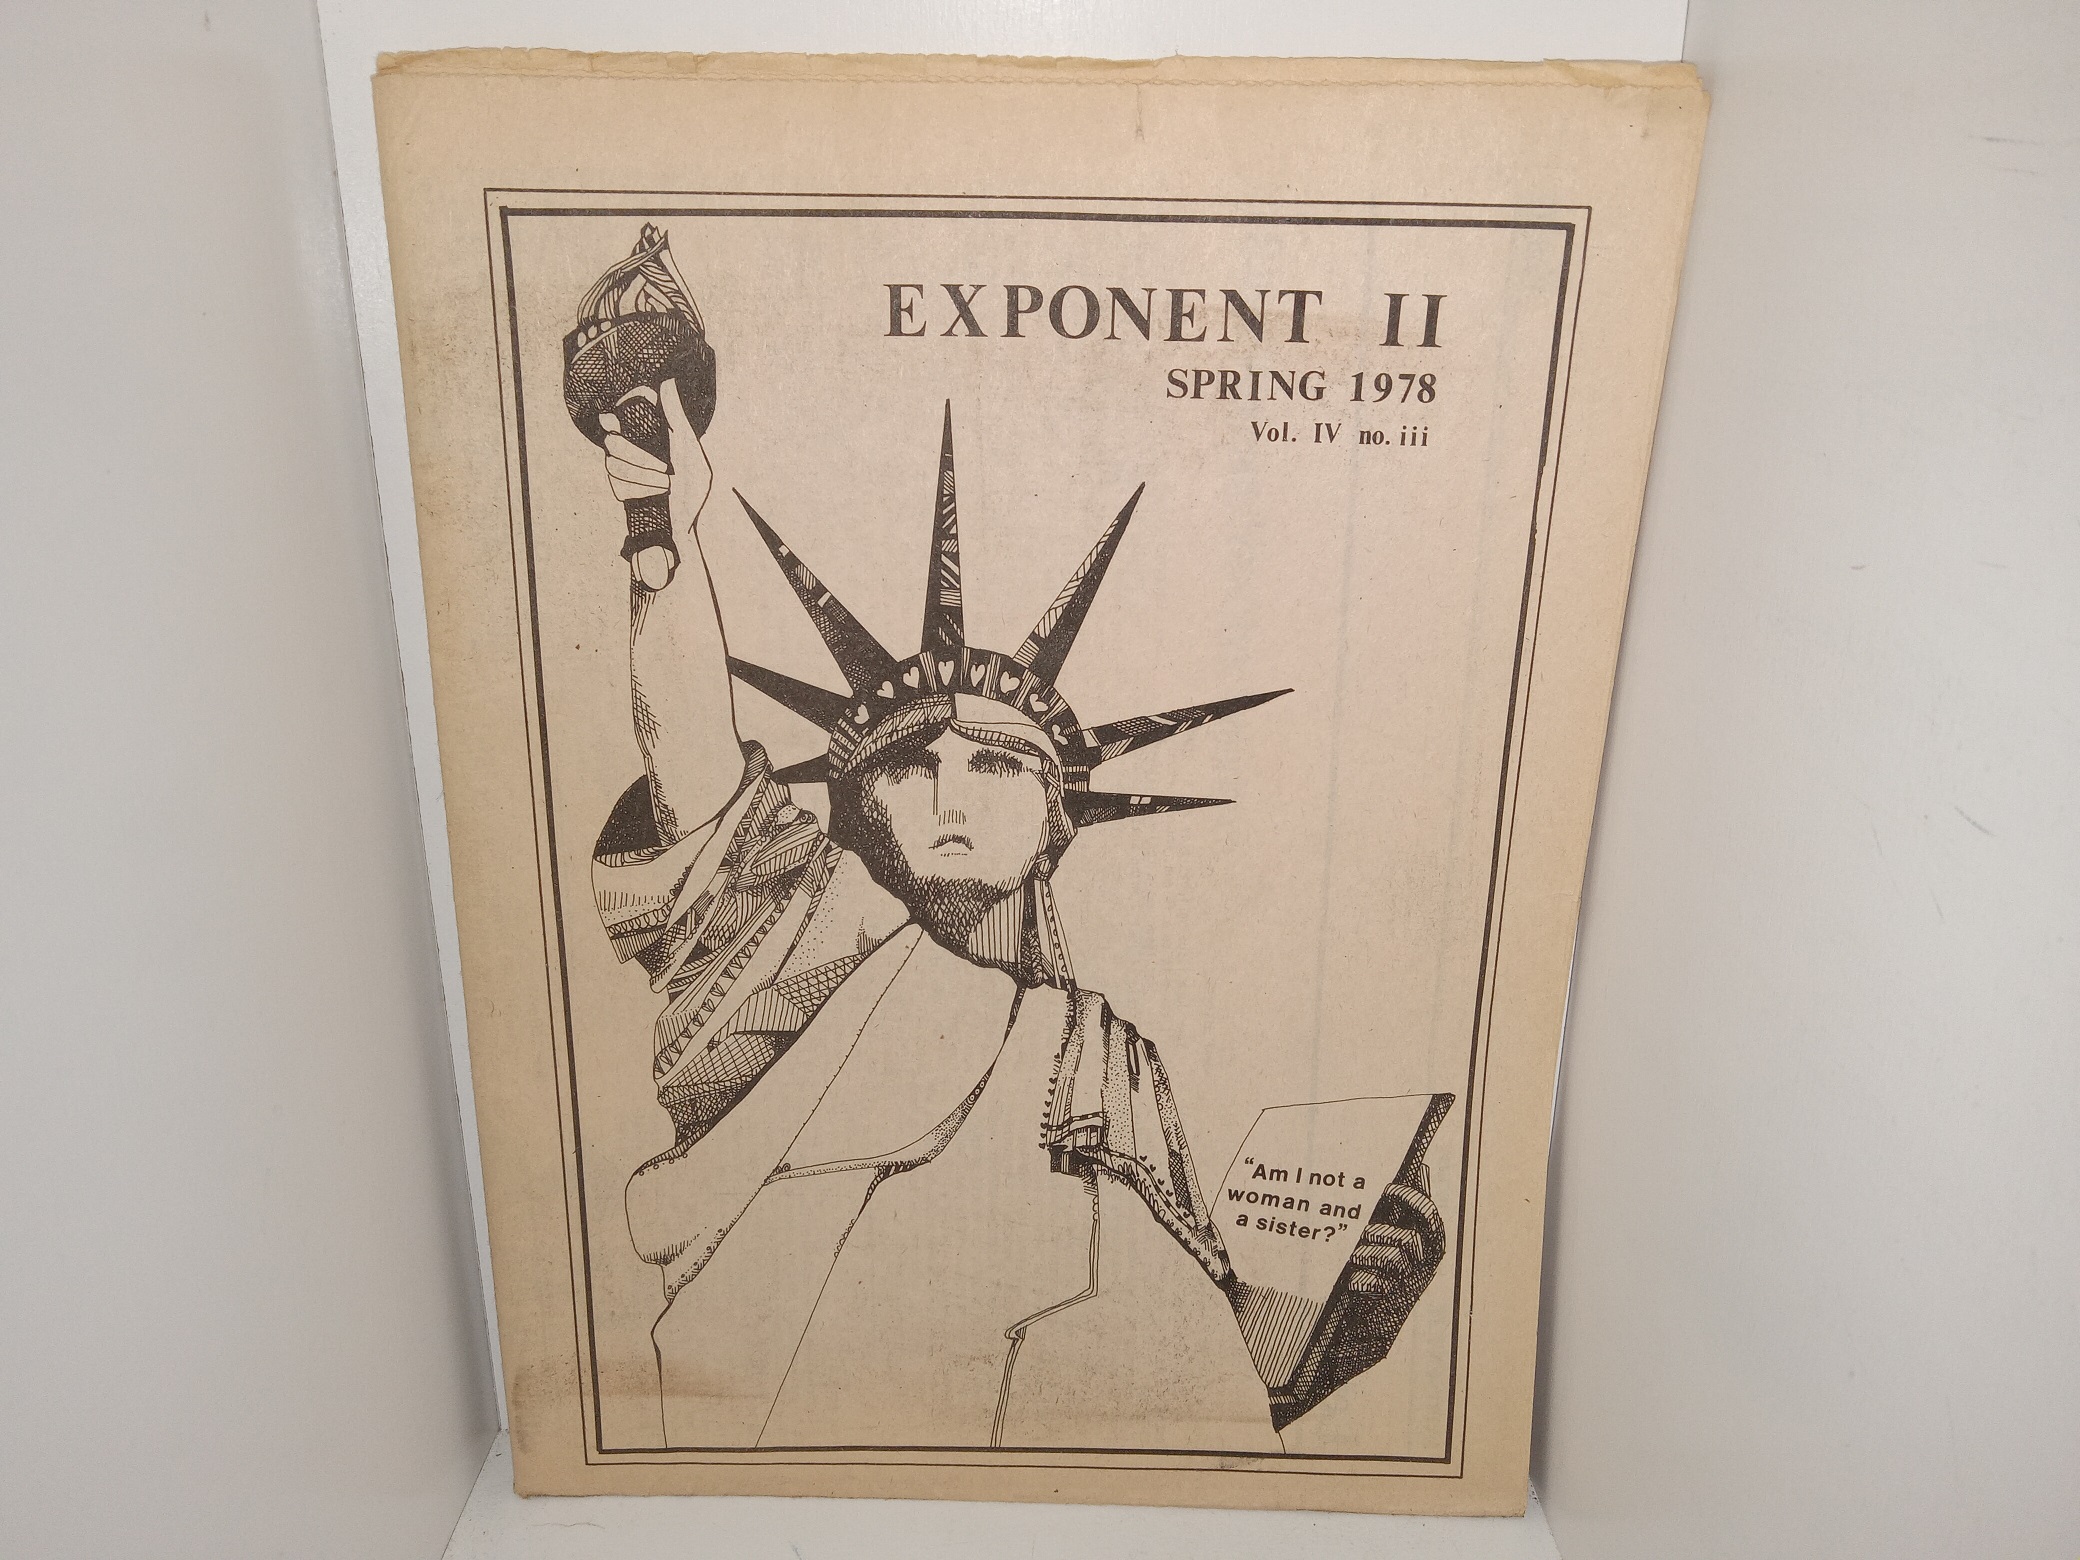 EXPONENT II
SPRING 1978
Vol. IV no. iii
“Am I not a
woman and
a sister?”